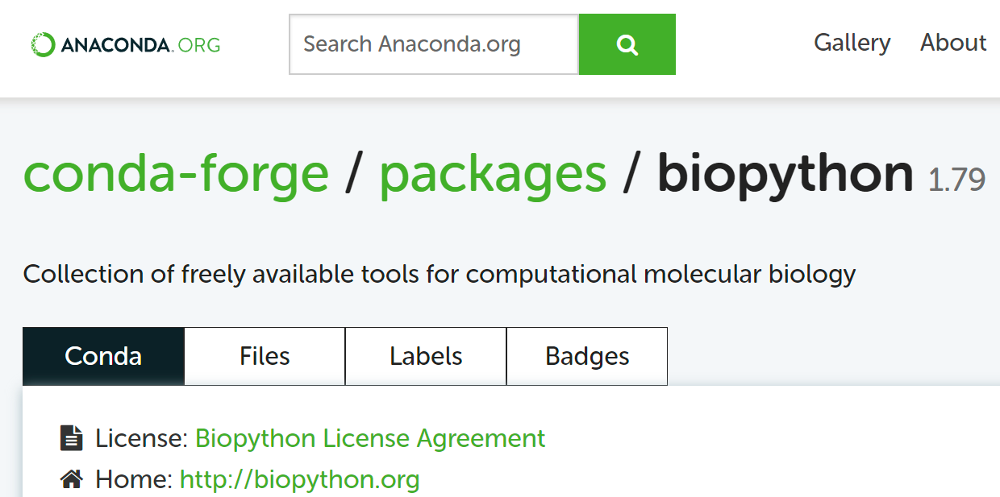 ANACONDA.ORG Search Anaconda.org Gallery About
conda-forge / packages / biopython 1.79
Collection of freely available tools for computational molecular biology
Conda Files Labels Badges
License: Biopython License Agreement
Home: http://biopython.org